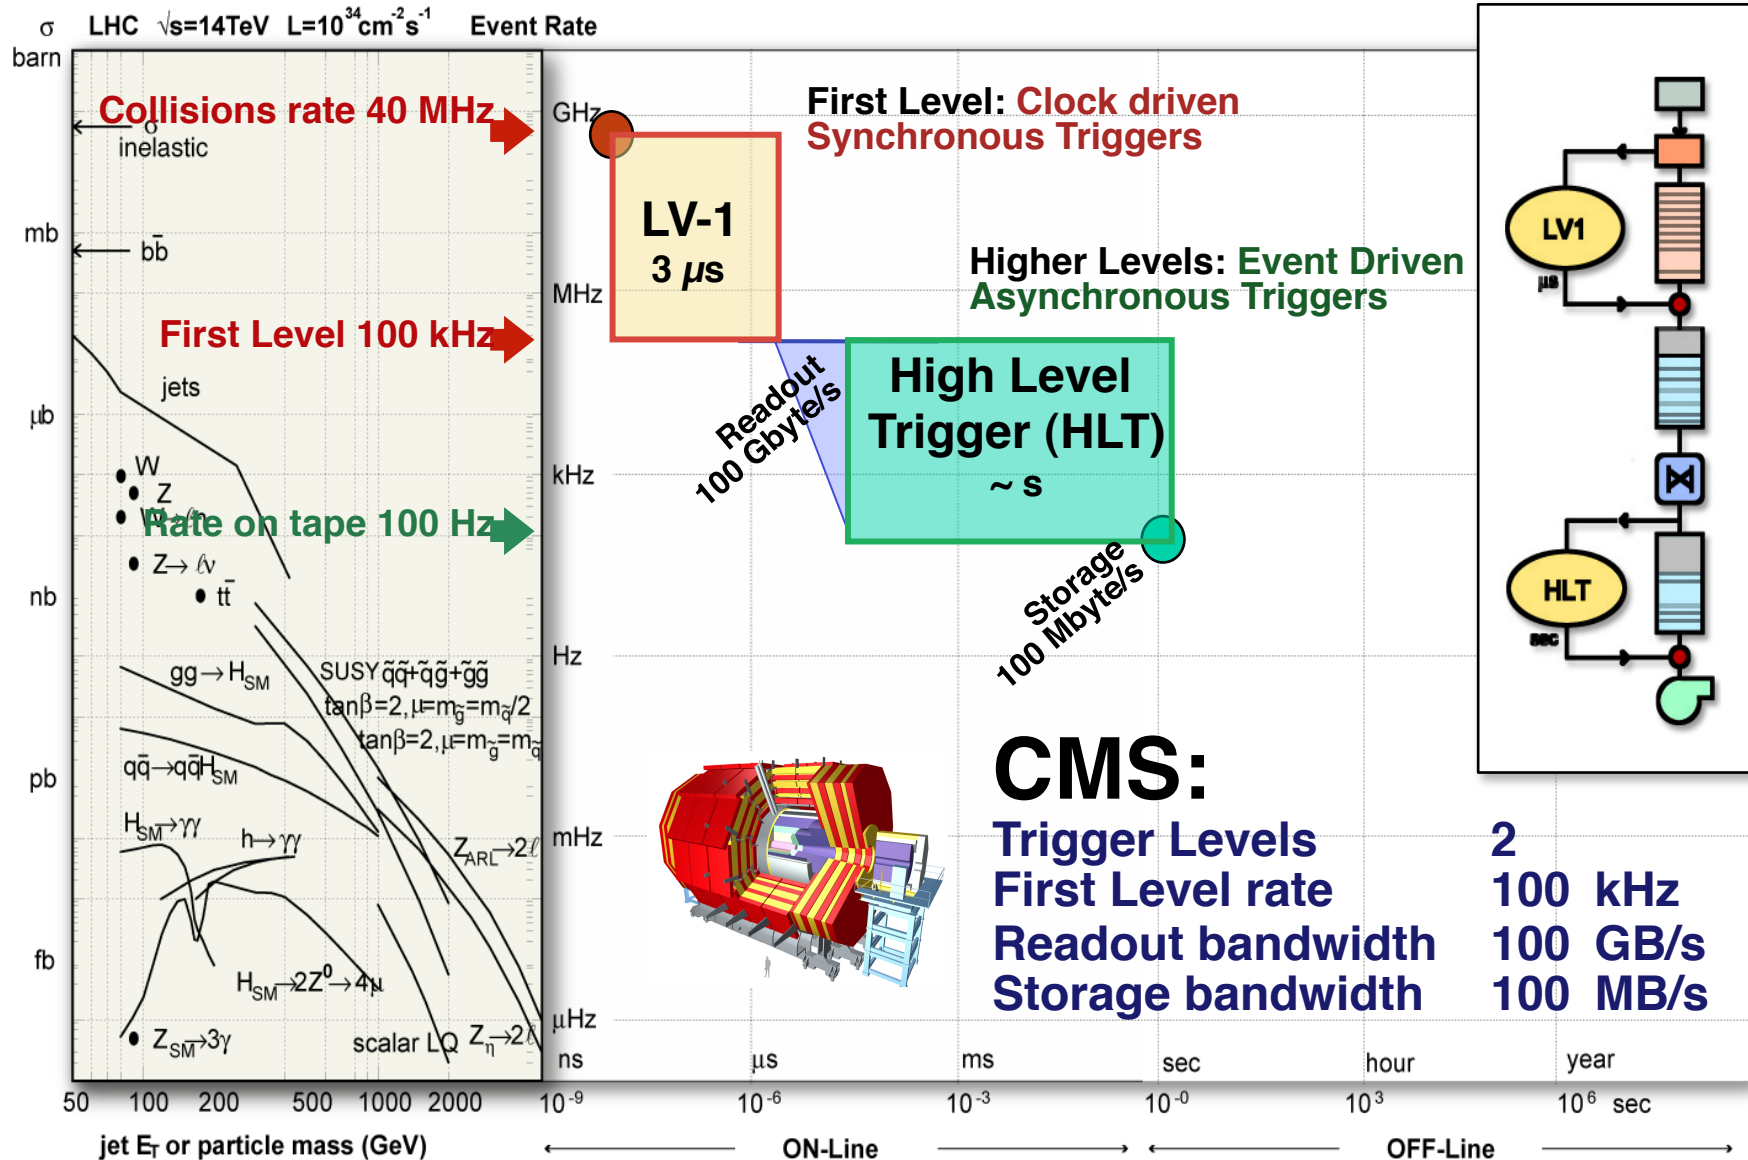 σ LHC √s=14TeV L=10³⁴cm⁻²s⁻¹ Event Rate
barn
Collisions rate 40 MHz
σ
inelastic
GHz
mb
bb̄
MHz
First Level 100 kHz
jets
μb
W
Z
kHz
Rate on tape 100 Hz
Z→ℓν
nb
tt̄
Hz
gg→H_SM
SUSY q̃q̃+q̃g̃+g̃g̃
tanβ=2,μ=m_g̃=m_q̃/2
tanβ=2,μ=m_g̃=m_q̃
pb
qq̄→qq̄H_SM
H_SM→γγ
h→γγ
Z_ARL→2ℓ
mHz
fb
H_SM→2Z⁰→4μ
μHz
Z_SM→3γ
scalar LQ
Z_η→2ℓ
50 100 200 500 1000 2000
jet E_T or particle mass (GeV)
First Level: Clock driven
Synchronous Triggers
LV-1
3 μs
Higher Levels: Event Driven
Asynchronous Triggers
Readout
100 Gbyte/s
High Level
Trigger (HLT)
~ s
Storage
100 Mbyte/s
LV1
μs
HLT
sec
CMS:
Trigger Levels 2
First Level rate 100 kHz
Readout bandwidth 100 GB/s
Storage bandwidth 100 MB/s
ns μs ms sec hour year
10⁻⁹ 10⁻⁶ 10⁻³ 10⁻⁰ 10³ 10⁶ sec
ON-Line OFF-Line